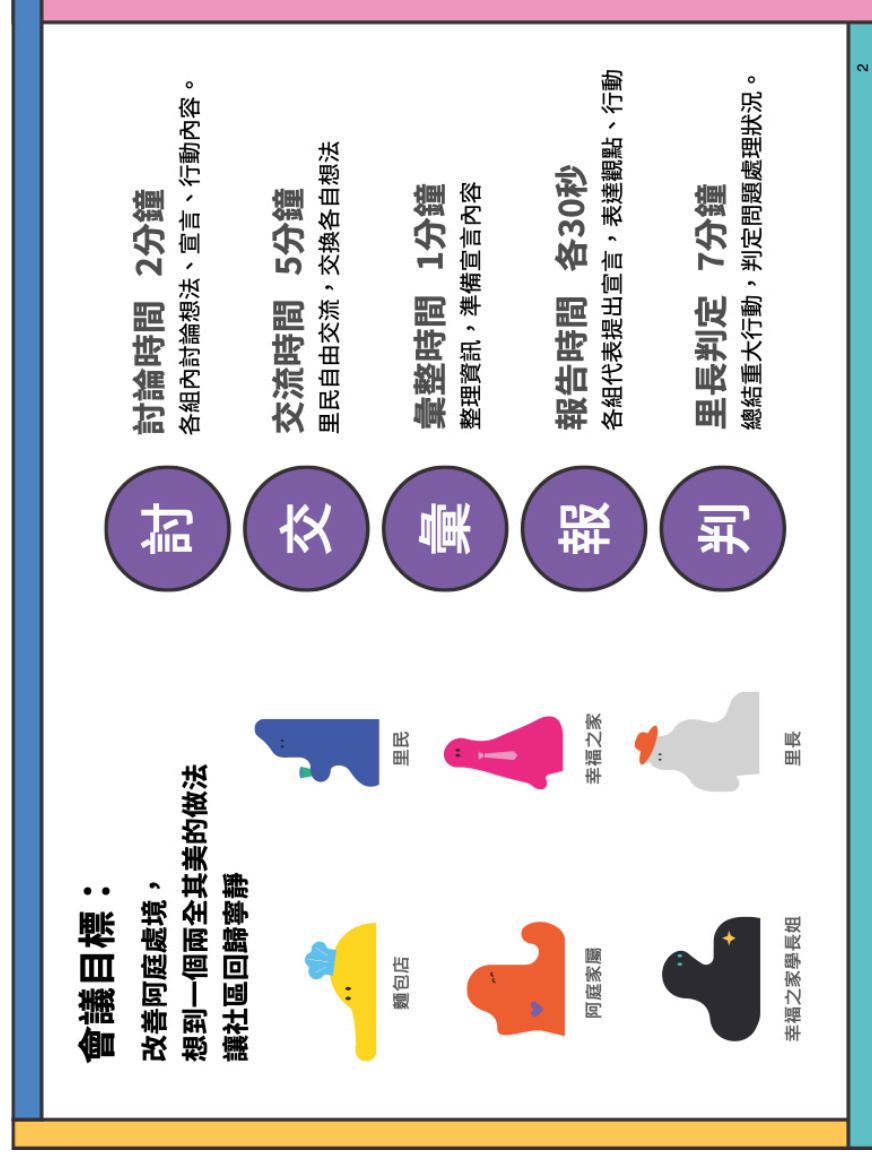 會議目標：
改善阿庭處境，
想到一個兩全其美的做法
讓社區回歸寧靜
麵包店
里民
阿庭家屬
幸福之家
幸福之家學長姐
里長
討
討論時間 2分鐘
各組內討論想法、宣言、行動內容。
交
交流時間 5分鐘
里民自由交流，交換各自想法
彙
彙整時間 1分鐘
整理資訊，準備宣言內容
報
報告時間 各30秒
各組代表提出宣言，表達觀點、行動
判
里長判定 7分鐘
總結重大行動，判定問題處理狀況。
2